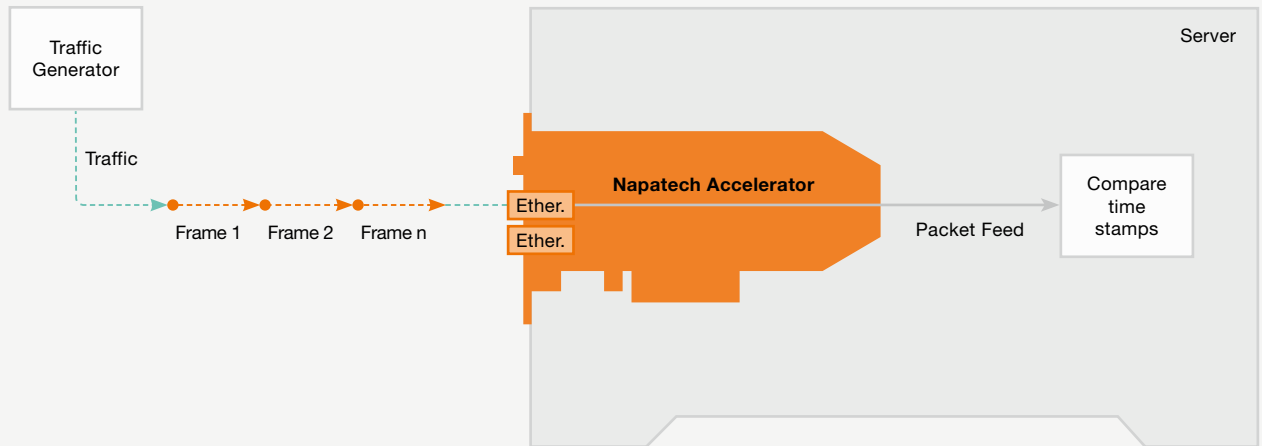 Traffic
Generator
Server
Traffic
Frame 1
Frame 2
Frame n
Ether.
Ether.
Napatech Accelerator
Packet Feed
Compare
time
stamps